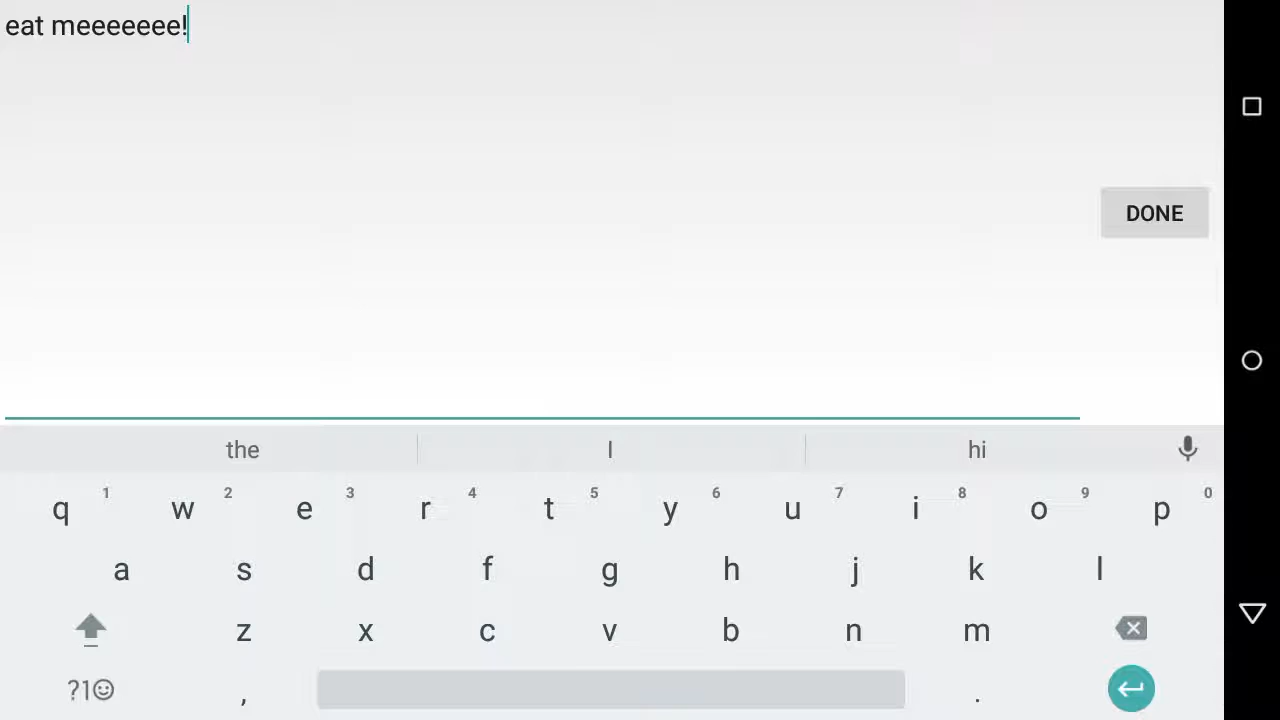 eat meeeeeee!
DONE
the I hi
q 1 w 2 e 3 r 4 t 5 y 6 u 7 i 8 o 9 p 0
a s d f g h j k l
z x c v b n m
?1☺ , .